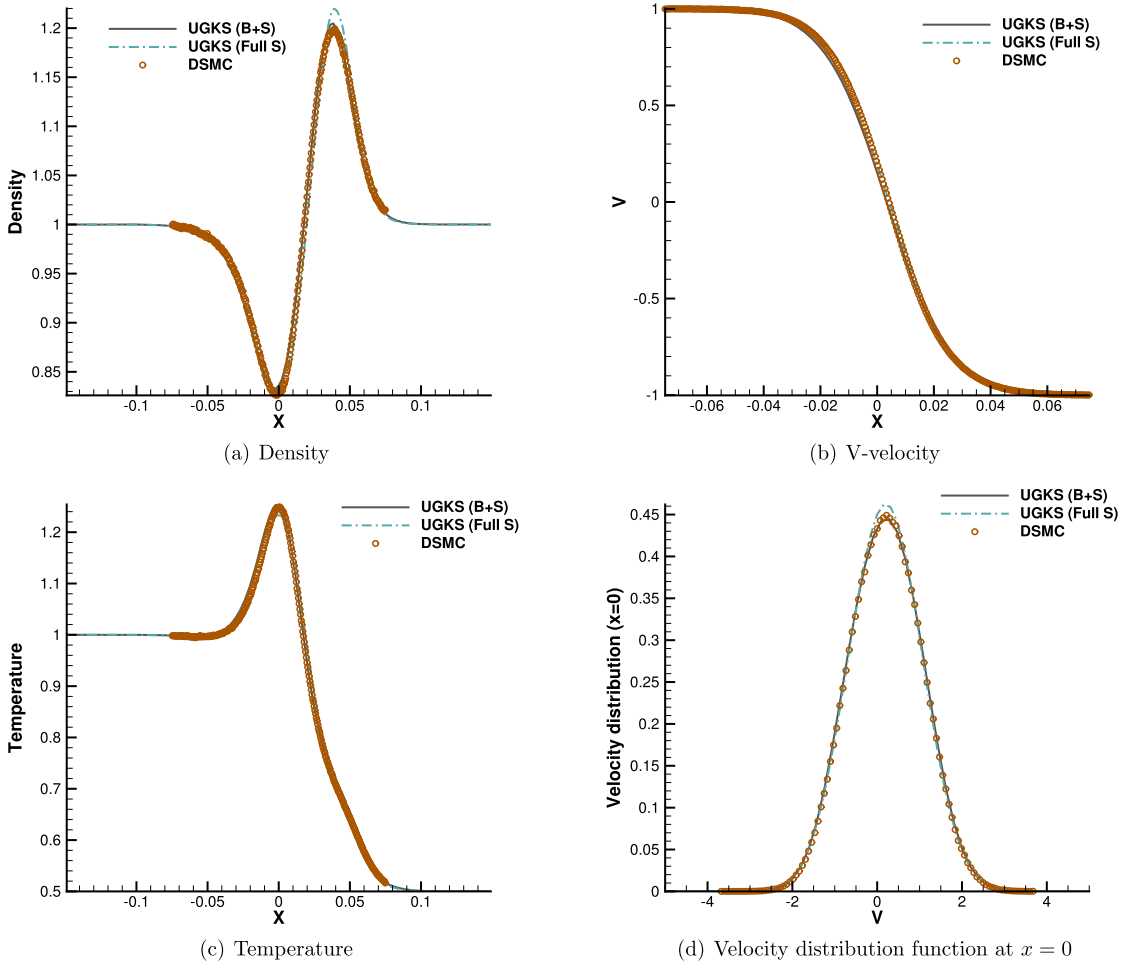 UGKS (B+S)
UGKS (Full S)
DSMC
Density
1.2
1.15
1.1
1.05
1
0.95
0.9
0.85
-0.1 -0.05 0 0.05 0.1
X
(a) Density
UGKS (B+S)
UGKS (Full S)
DSMC
V
1
0.5
0
-0.5
-1
-0.06 -0.04 -0.02 0 0.02 0.04 0.06
X
(b) V-velocity
UGKS (B+S)
UGKS (Full S)
DSMC
Temperature
1.2
1.1
1
0.9
0.8
0.7
0.6
0.5
-0.1 -0.05 0 0.05 0.1
X
(c) Temperature
UGKS (B+S)
UGKS (Full S)
DSMC
Velocity distribution (x=0)
0.45
0.4
0.35
0.3
0.25
0.2
0.15
0.1
0.05
0
-4 -2 0 2 4
V
(d) Velocity distribution function at x = 0